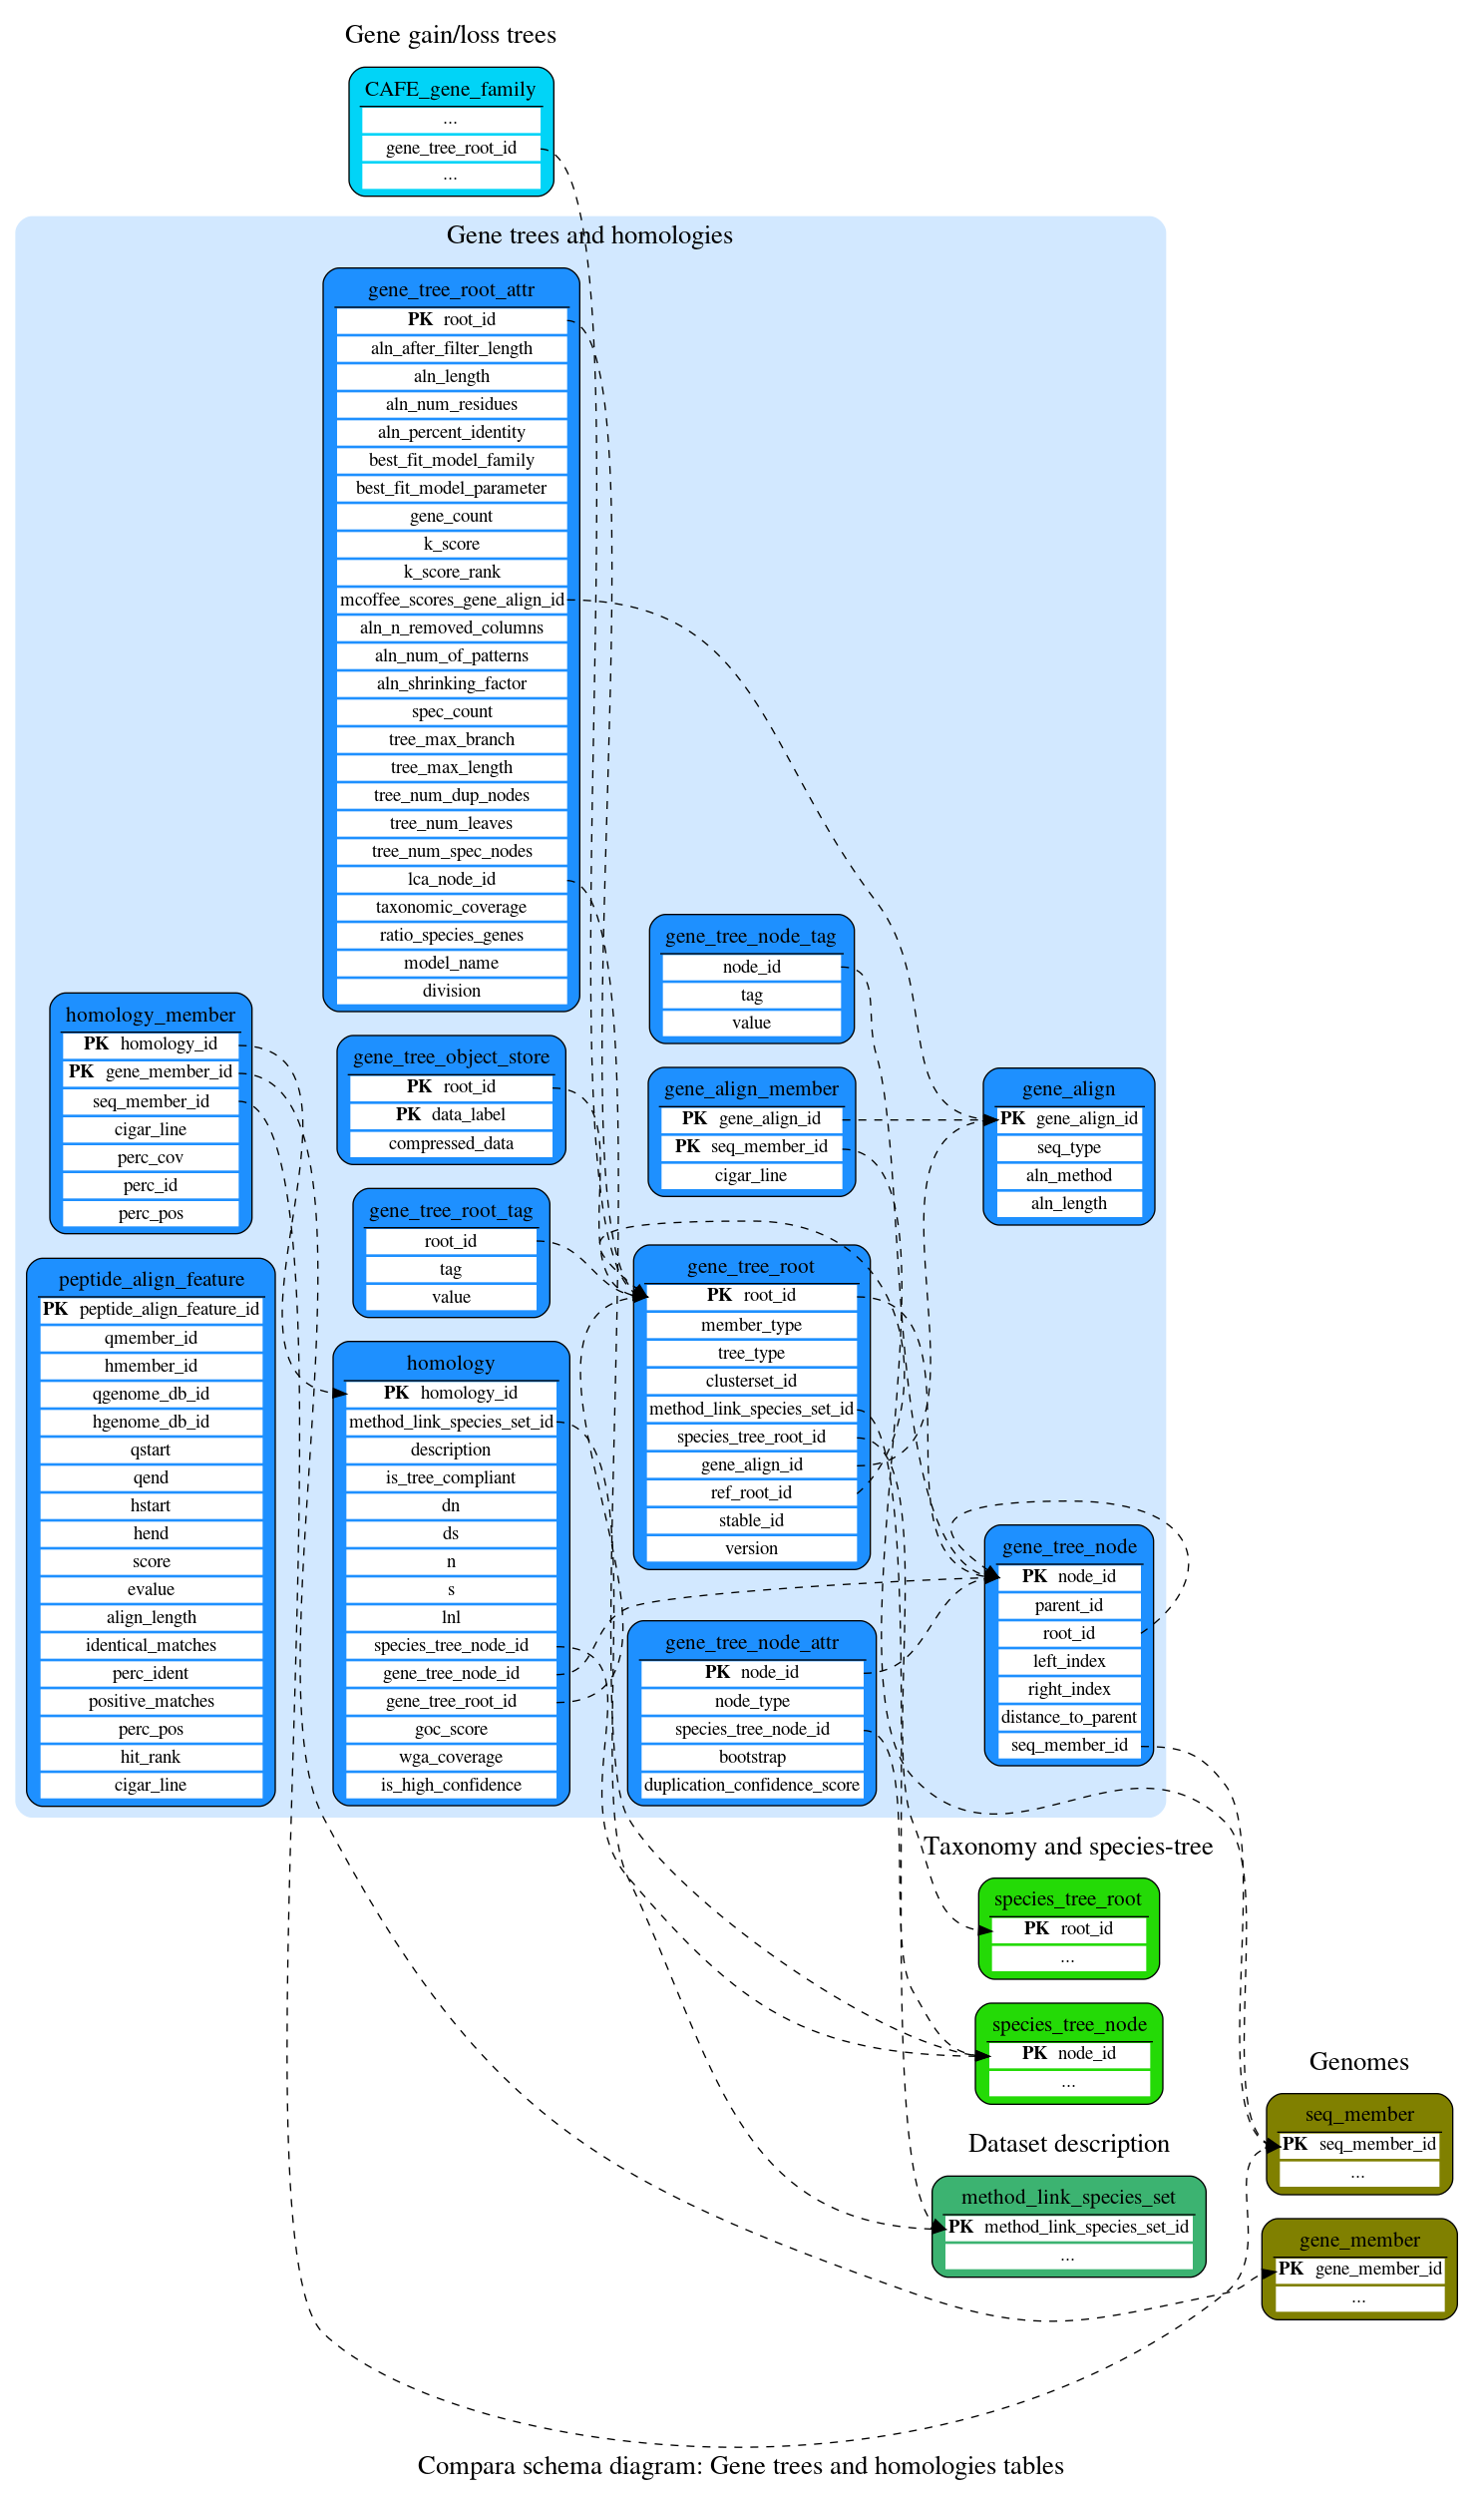 Gene gain/loss trees
CAFE_gene_family
...
gene_tree_root_id
...
Gene trees and homologies
gene_tree_root_attr
PK root_id
aln_after_filter_length
aln_length
aln_num_residues
aln_percent_identity
best_fit_model_family
best_fit_model_parameter
gene_count
k_score
k_score_rank
mcoffee_scores_gene_align_id
aln_n_removed_columns
aln_num_of_patterns
aln_shrinking_factor
spec_count
tree_max_branch
tree_max_length
tree_num_dup_nodes
tree_num_leaves
tree_num_spec_nodes
lca_node_id
taxonomic_coverage
ratio_species_genes
model_name
division
homology_member
PK homology_id
PK gene_member_id
seq_member_id
cigar_line
perc_cov
perc_id
perc_pos
peptide_align_feature
PK peptide_align_feature_id
qmember_id
hmember_id
qgenome_db_id
hgenome_db_id
qstart
qend
hstart
hend
score
evalue
align_length
identical_matches
perc_ident
positive_matches
perc_pos
hit_rank
cigar_line
gene_tree_object_store
PK root_id
PK data_label
compressed_data
gene_tree_root_tag
root_id
tag
value
homology
PK homology_id
method_link_species_set_id
description
is_tree_compliant
dn
ds
n
s
lnl
species_tree_node_id
gene_tree_node_id
gene_tree_root_id
goc_score
wga_coverage
is_high_confidence
gene_tree_node_tag
node_id
tag
value
gene_align_member
PK gene_align_id
PK seq_member_id
cigar_line
gene_tree_root
PK root_id
member_type
tree_type
clusterset_id
method_link_species_set_id
species_tree_root_id
gene_align_id
ref_root_id
stable_id
version
gene_tree_node_attr
PK node_id
node_type
species_tree_node_id
bootstrap
duplication_confidence_score
gene_align
PK gene_align_id
seq_type
aln_method
aln_length
gene_tree_node
PK node_id
parent_id
root_id
left_index
right_index
distance_to_parent
seq_member_id
Taxonomy and species-tree
species_tree_root
PK root_id
...
species_tree_node
PK node_id
...
Dataset description
method_link_species_set
PK method_link_species_set_id
...
Genomes
seq_member
PK seq_member_id
...
gene_member
PK gene_member_id
...
Compara schema diagram: Gene trees and homologies tables